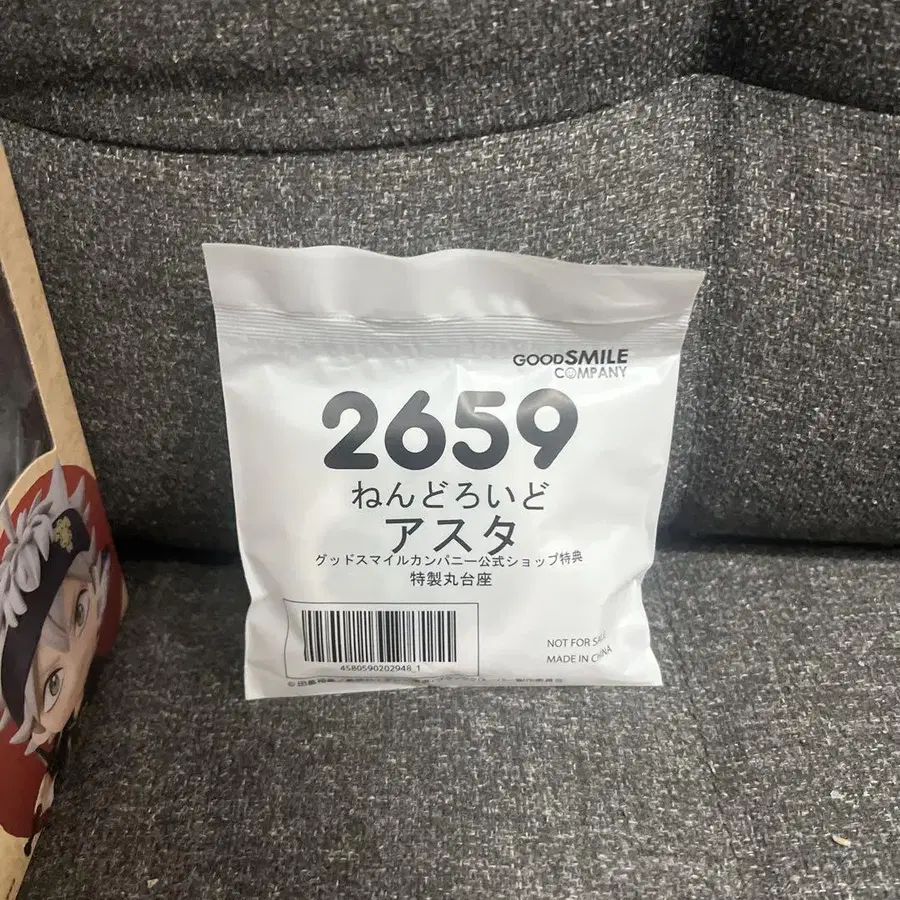 GOODSMILE
COMPANY
2659
ねんどろいど
アスタ
グッドスマイルカンパニー公式ショップ特典
特製丸台座
4580590202948_1
NOT FOR SALE
MADE IN CHINA